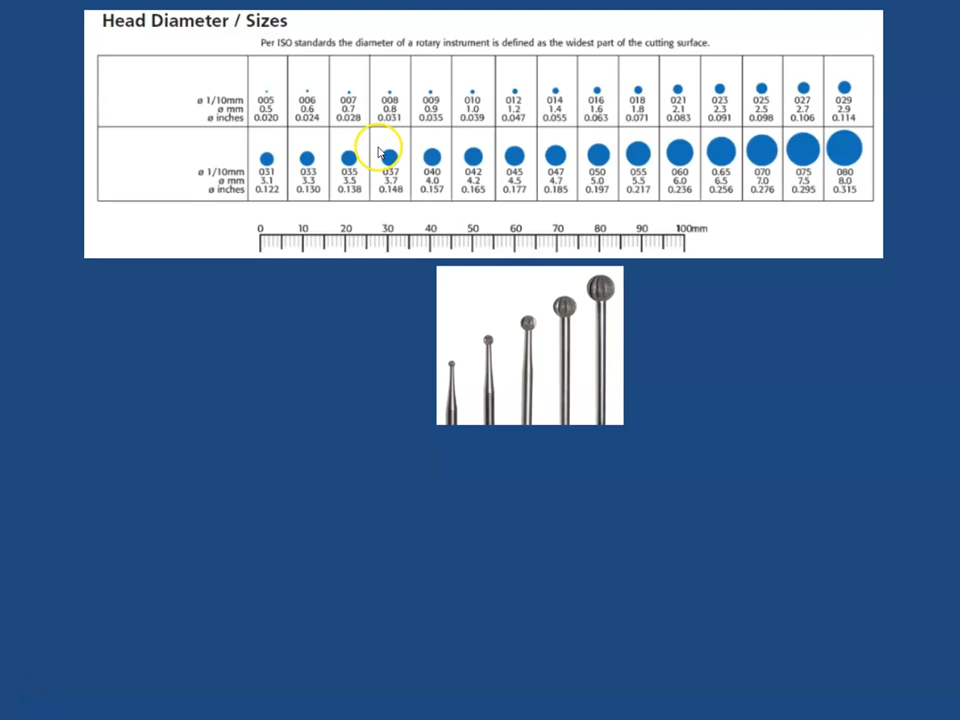 Head Diameter / Sizes
Per ISO standards the diameter of a rotary instrument is defined as the widest part of the cutting surface.
ø 1/10mm 005 006 007 008 009 010 012 014 016 018 021 023 025 027 029
ø mm 0.5 0.6 0.7 0.8 0.9 1.0 1.2 1.4 1.6 1.8 2.1 2.3 2.5 2.7 2.9
ø inches 0.020 0.024 0.028 0.031 0.035 0.039 0.047 0.055 0.063 0.071 0.083 0.091 0.098 0.106 0.114
ø 1/10mm 031 033 035 037 040 042 045 047 050 055 060 0.65 070 075 080
ø mm 3.1 3.3 3.5 3.7 4.0 4.2 4.5 4.7 5.0 5.5 6.0 6.5 7.0 7.5 8.0
ø inches 0.122 0.130 0.138 0.148 0.157 0.165 0.177 0.185 0.197 0.217 0.236 0.256 0.276 0.295 0.315
0 10 20 30 40 50 60 70 80 90 100mm